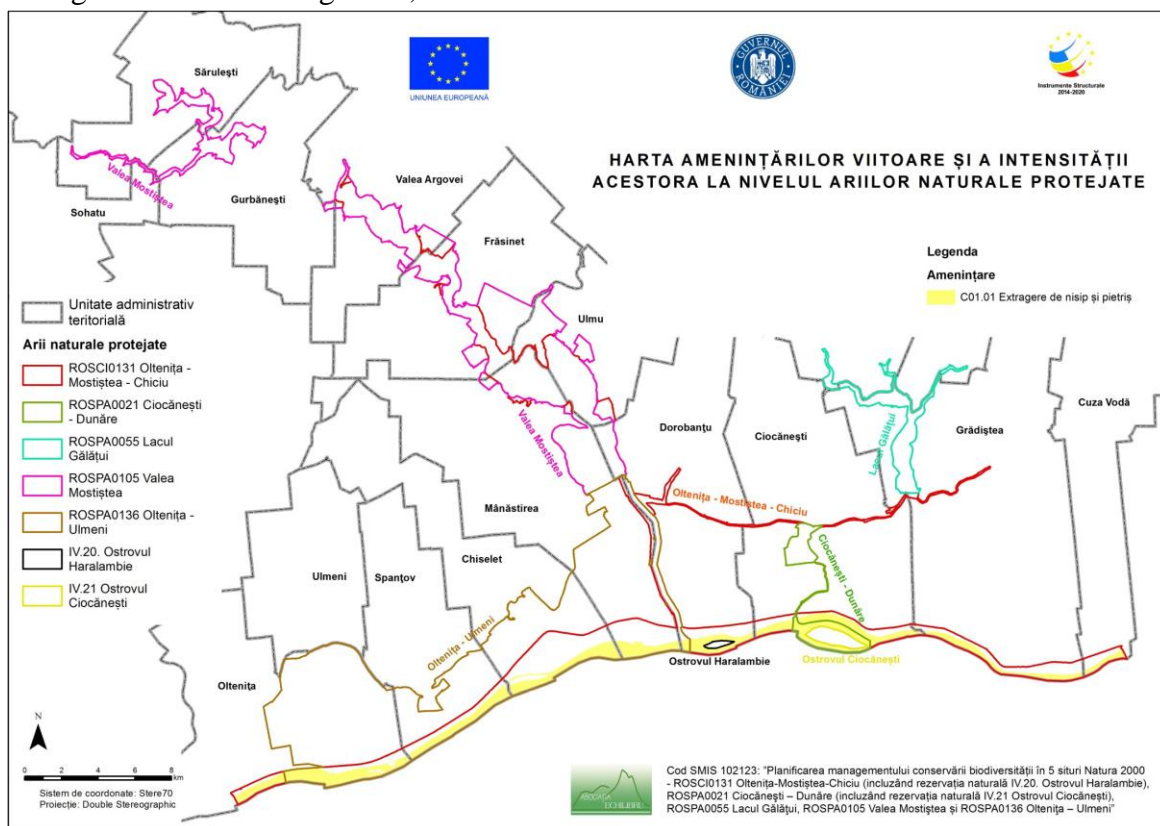 Sărulești
UNIUNEA EUROPEANĂ
GUVERNUL ROMÂNIEI
Instrumente Structurale
2014-2020
HARTA AMENINȚĂRILOR VIITOARE ȘI A INTENSITĂȚII
ACESTORA LA NIVELUL ARIILOR NATURALE PROTEJATE
Valea Mostiștea
Valea Argovei
Gurbănești
Sohatu
Frăsinet
Legenda
Amenințare
C01.01 Extragere de nisip și pietriș
Unitate administrativ
teritorială
Ulmu
Arii naturale protejate
ROSCI0131 Oltenița -
Mostiștea - Chiciu
ROSPA0021 Ciocănești
- Dunăre
ROSPA0055 Lacul
Gălățui
ROSPA0105 Valea
Mostiștea
ROSPA0136 Oltenița -
Ulmeni
IV.20. Ostrovul
Haralambie
IV.21 Ostrovul
Ciocănești
Cuza Vodă
Dorobanțu
Ciocănești
Grădiștea
Lacul Gălățui
Valea Mostiștea
Oltenița - Mostiștea - Chiciu
Mânăstirea
Chiselet
Ulmeni
Spanțov
Ciocănești - Dunăre
Oltenița - Ulmeni
Ostrovul Haralambie
Ostrovul Ciocănești
Oltenița
N
0 2 4 6 8
km
Sistem de coordonate: Stere70
Proiecție: Double Stereographic
ASOCIAȚIA
ECHILIBRU
Cod SMIS 102123: "Planificarea managementului conservării biodiversității în 5 situri Natura 2000
- ROSCI0131 Oltenița-Mostiștea-Chiciu (incluzând rezervația naturală IV.20. Ostrovul Haralambie),
ROSPA0021 Ciocănești – Dunăre (incluzând rezervația naturală IV.21 Ostrovul Ciocănești),
ROSPA0055 Lacul Gălățui, ROSPA0105 Valea Mostiștea și ROSPA0136 Oltenița – Ulmeni"